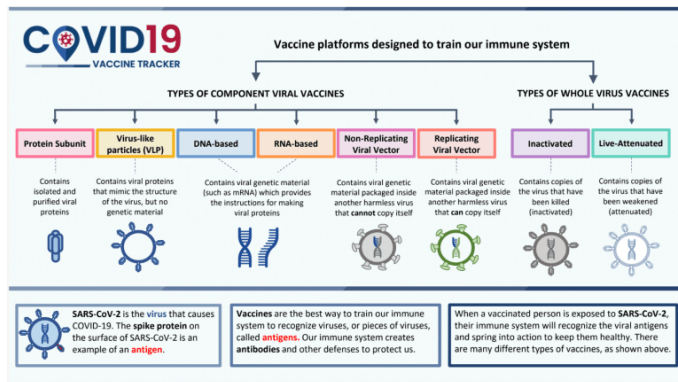 COVID19
VACCINE TRACKER
Vaccine platforms designed to train our immune system
TYPES OF COMPONENT VIRAL VACCINES
TYPES OF WHOLE VIRUS VACCINES
Protein Subunit
Virus-like
particles (VLP)
DNA-based
RNA-based
Non-Replicating
Viral Vector
Replicating
Viral Vector
Inactivated
Live-Attenuated
Contains
isolated and
purified viral
proteins
Contains viral proteins
that mimic the structure
of the virus, but no
genetic material
Contains viral genetic material
(such as mRNA) which provides
the instructions for making
viral proteins
Contains viral genetic
material packaged inside
another harmless virus
that cannot copy itself
Contains viral genetic
material packaged inside
another harmless virus
that can copy itself
Contains copies of
the virus that have
been killed
(inactivated)
Contains copies of
the virus that have
been weakened
(attenuated)
SARS-CoV-2 is the virus that causes
COVID-19. The spike protein on
the surface of SARS-CoV-2 is an
example of an antigen.
Vaccines are the best way to train our immune
system to recognize viruses, or pieces of viruses,
called antigens. Our immune system creates
antibodies and other defenses to protect us.
When a vaccinated person is exposed to SARS-CoV-2,
their immune system will recognize the viral antigens
and spring into action to keep them healthy. There
are many different types of vaccines, as shown above.